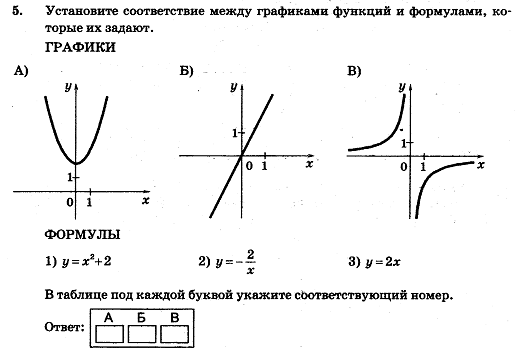 5. Установите соответствие между графиками функций и формулами, ко-
торые их задают.
ГРАФИКИ
А) Б) В)
y y y
1 1 1
0 1 x 0 1 x 0 1 x
ФОРМУЛЫ
1) y = x²+2 2) y = -2/x 3) y = 2x
В таблице под каждой буквой укажите соответствующий номер.
А Б В
Ответ: